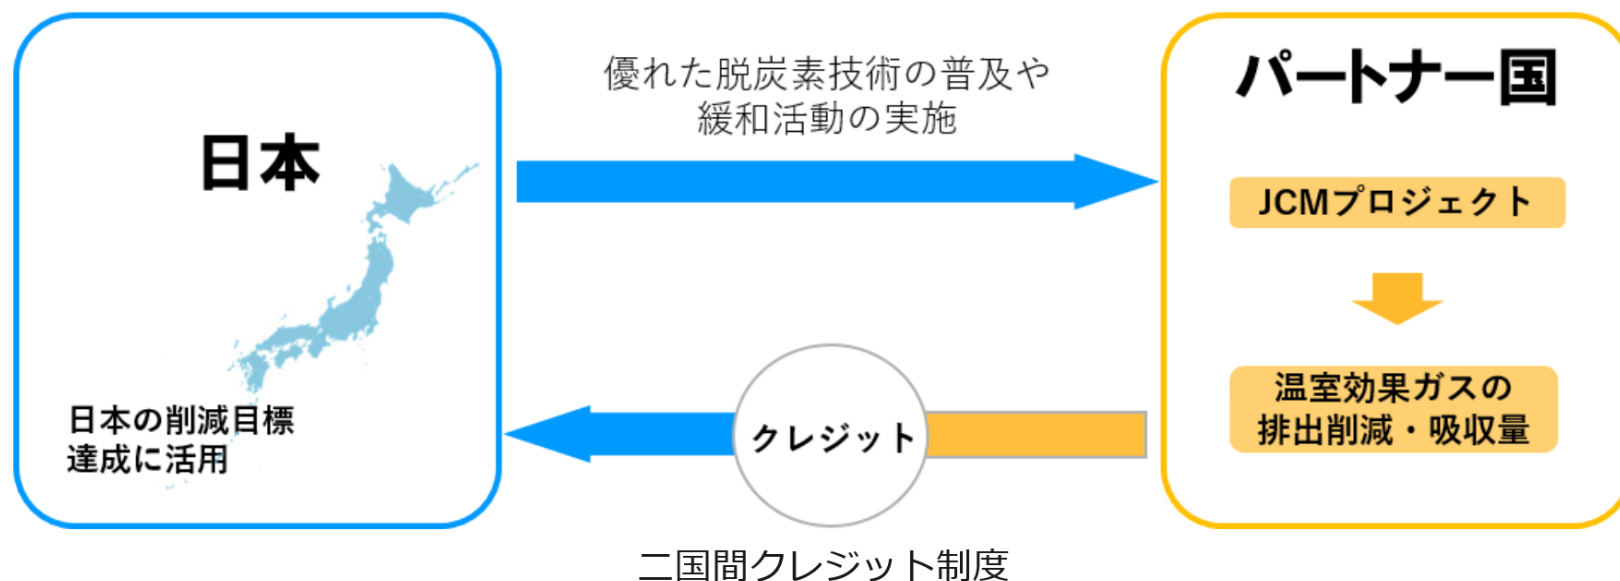 日本
日本の削減目標
達成に活用
優れた脱炭素技術の普及や
緩和活動の実施
クレジット
パートナー国
JCMプロジェクト
温室効果ガスの
排出削減・吸収量
二国間クレジット制度